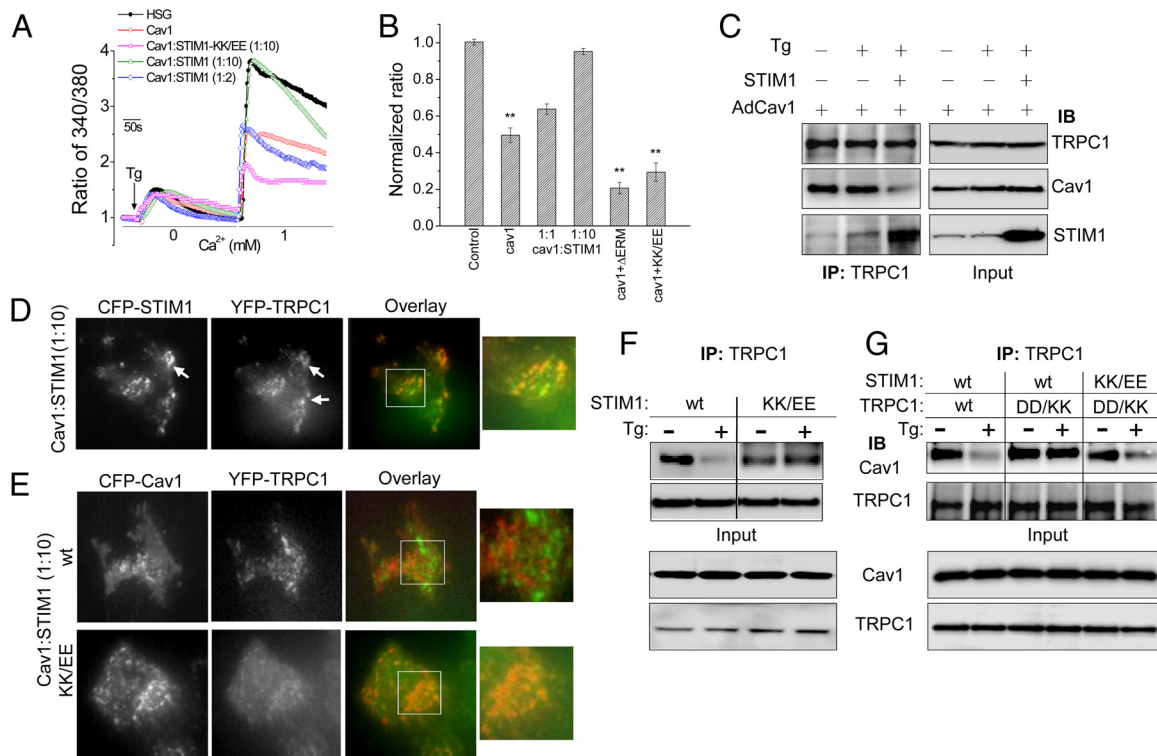 A
HSG
Cav1
Cav1:STIM1-KK/EE (1:10)
Cav1:STIM1 (1:10)
Cav1:STIM1 (1:2)
Ratio of 340/380
4
3
2
1
50s
Tg
0 1
Ca2+ (mM)
B
Normalized ratio
1.0
0.8
0.6
0.4
0.2
0.0
**
**
**
Control
cav1
1:1 1:10
cav1:STIM1
cav1+ΔERM
cav1+KK/EE
C
Tg − + + − + +
STIM1 − − + − − +
AdCav1 + + + + + +
IB
TRPC1
Cav1
STIM1
IP: TRPC1 Input
D
CFP-STIM1 YFP-TRPC1 Overlay
Cav1:STIM1(1:10)
E
CFP-Cav1 YFP-TRPC1 Overlay
Cav1:STIM1 (1:10)
wt
KK/EE
F
IP: TRPC1
STIM1: wt KK/EE
Tg: - + - +
Input
G
IP: TRPC1
STIM1: wt wt KK/EE
TRPC1: wt DD/KK DD/KK
Tg: - + - + - +
IB
Cav1
TRPC1
Input
Cav1
TRPC1